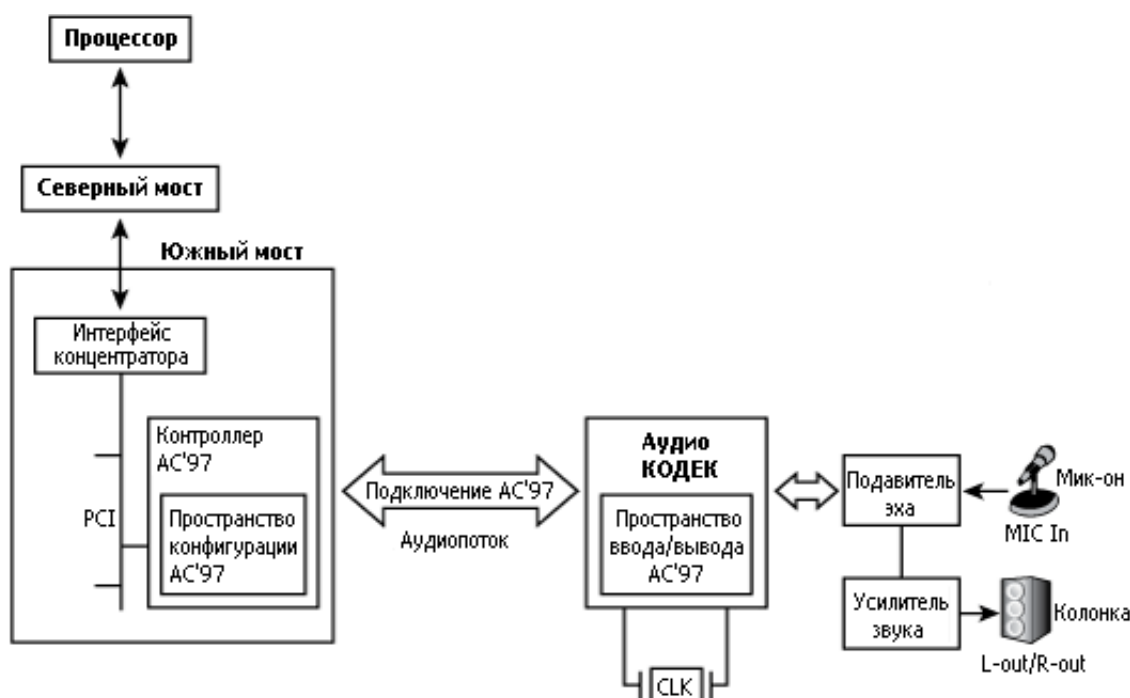 Процессор
Северный мост
Южный мост
Интерфейс
концентратора
Контроллер
AC'97
PCI
Пространство
конфигурации
AC'97
Подключение AC'97
Аудиопоток
Аудио
КОДЕК
Пространство
ввода/вывода
AC'97
CLK
Подавитель
эха
Мик-он
MIC In
Усилитель
звука
Колонка
L-out/R-out